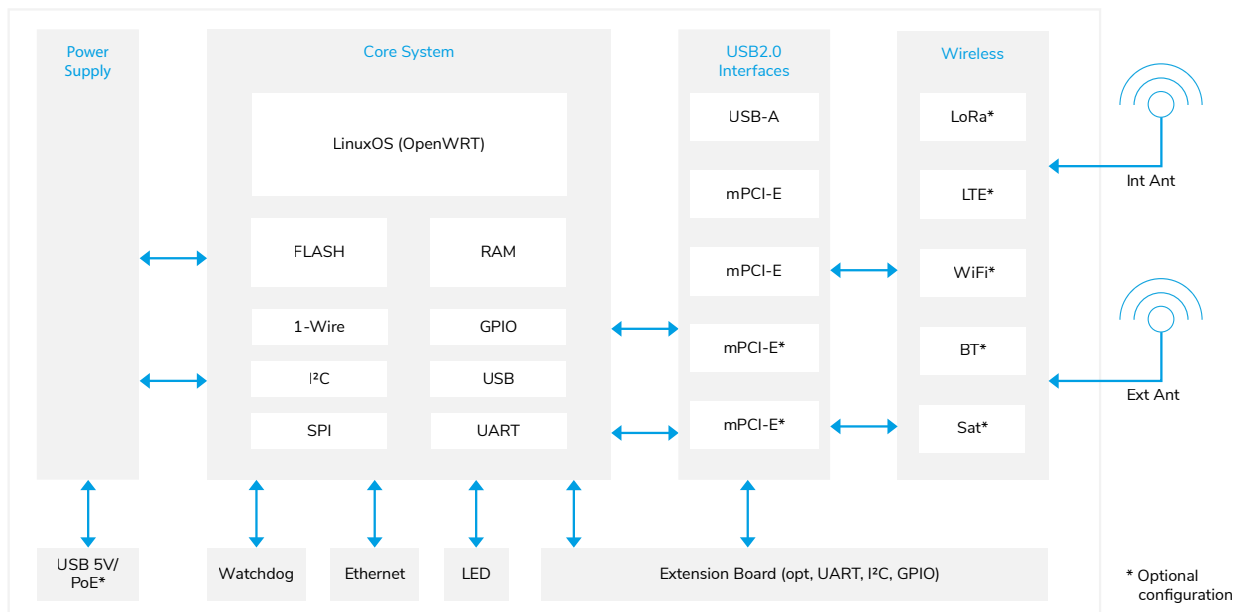 Power
Supply
Core System
USB2.0
Interfaces
Wireless
LinuxOS (OpenWRT)
FLASH
RAM
1-Wire
GPIO
I²C
USB
SPI
UART
USB-A
mPCI-E
mPCI-E
mPCI-E*
mPCI-E*
LoRa*
LTE*
WiFi*
BT*
Sat*
Int Ant
Ext Ant
USB 5V/
PoE*
Watchdog
Ethernet
LED
Extension Board (opt, UART, I²C, GPIO)
* Optional
configuration